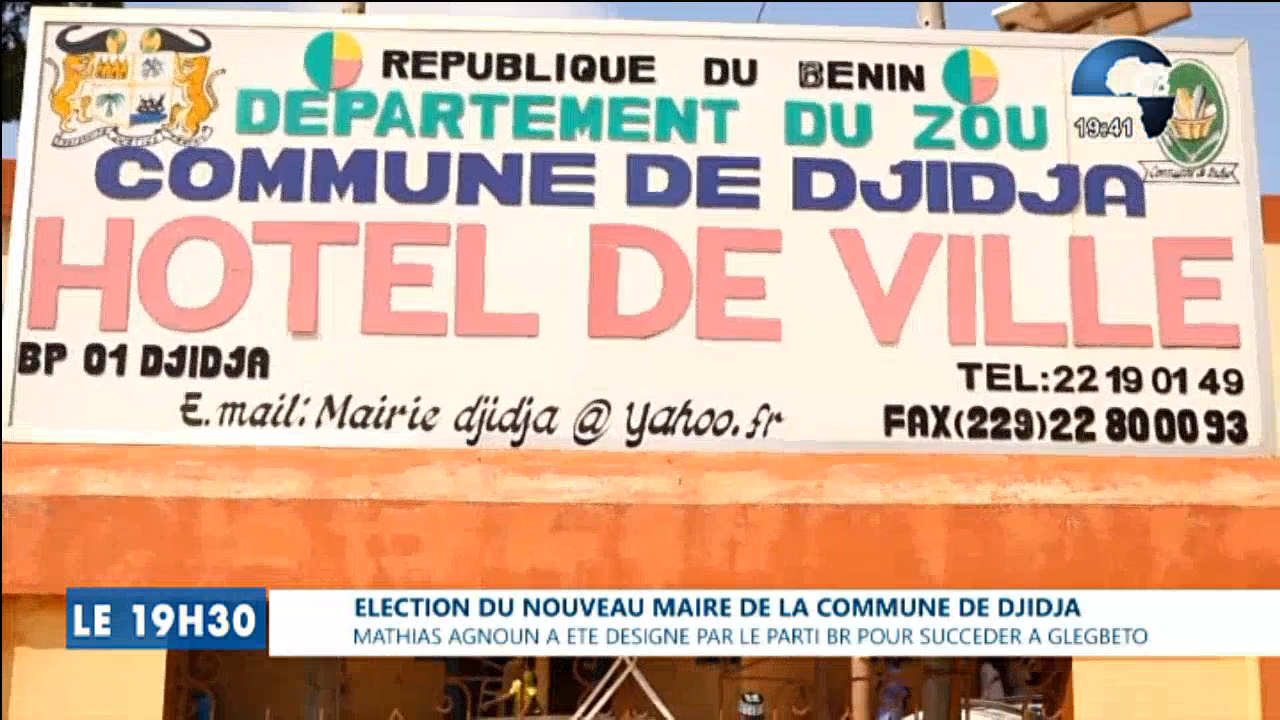 REPUBLIQUE DU BENIN
DEPARTEMENT DU ZOU
COMMUNE DE DJIDJA
HOTEL DE VILLE
BP 01 DJIDJA
TEL:22 19 01 49
E.mail: Mairie djidja @ yahoo.fr
FAX(229)22 80 00 93
19:41
LE 19H30
ELECTION DU NOUVEAU MAIRE DE LA COMMUNE DE DJIDJA
MATHIAS AGNOUN A ETE DESIGNE PAR LE PARTI BR POUR SUCCEDER A GLEGBETO